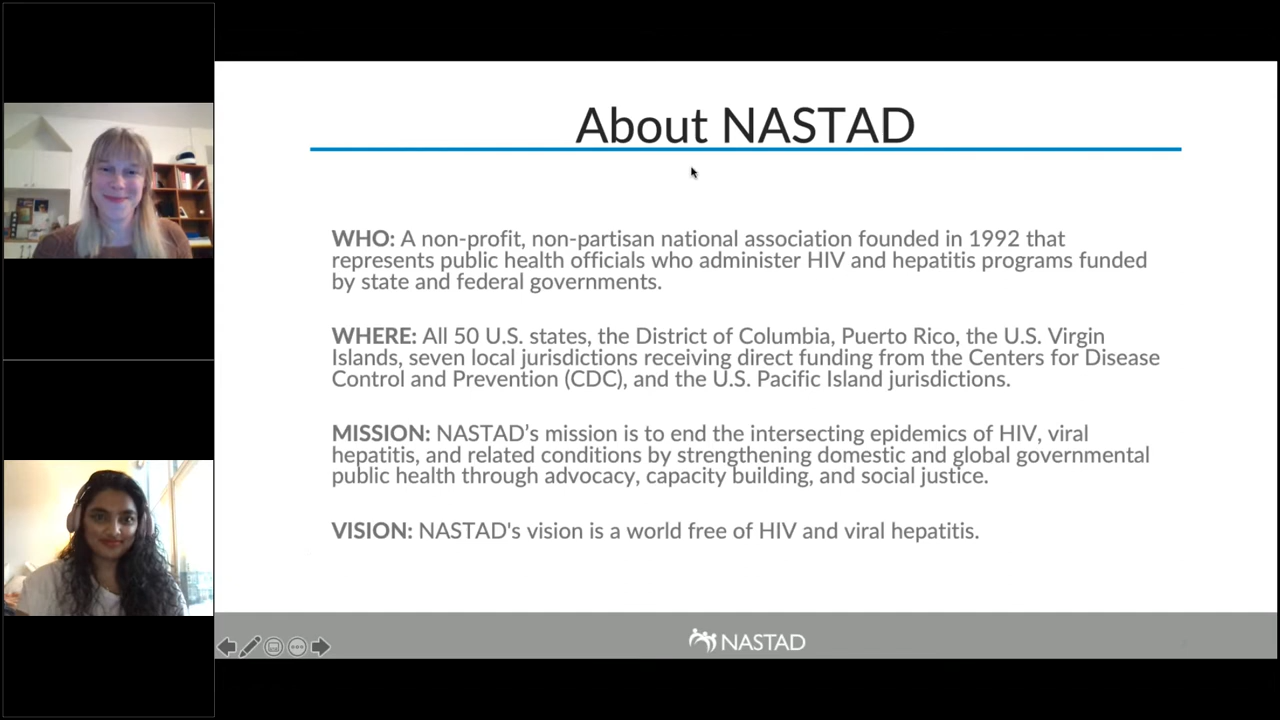 About NASTAD
WHO: A non-profit, non-partisan national association founded in 1992 that
represents public health officials who administer HIV and hepatitis programs funded
by state and federal governments.
WHERE: All 50 U.S. states, the District of Columbia, Puerto Rico, the U.S. Virgin
Islands, seven local jurisdictions receiving direct funding from the Centers for Disease
Control and Prevention (CDC), and the U.S. Pacific Island jurisdictions.
MISSION: NASTAD’s mission is to end the intersecting epidemics of HIV, viral
hepatitis, and related conditions by strengthening domestic and global governmental
public health through advocacy, capacity building, and social justice.
VISION: NASTAD's vision is a world free of HIV and viral hepatitis.
NASTAD